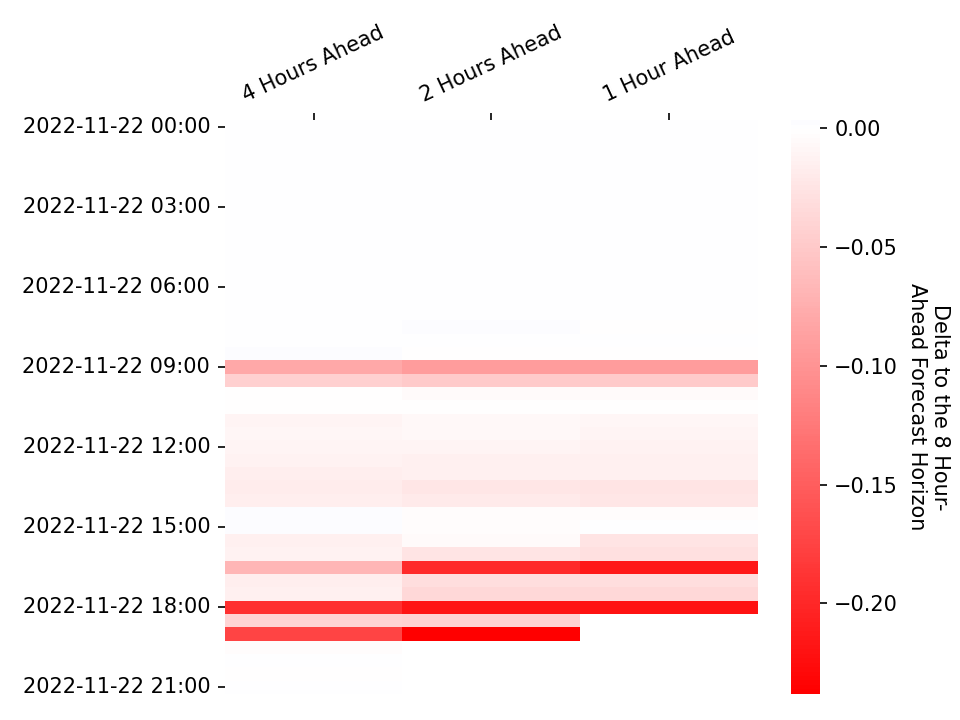 4 Hours Ahead
2 Hours Ahead
1 Hour Ahead
2022-11-22 00:00
2022-11-22 03:00
2022-11-22 06:00
2022-11-22 09:00
2022-11-22 12:00
2022-11-22 15:00
2022-11-22 18:00
2022-11-22 21:00
0.00
−0.05
−0.10
−0.15
−0.20
Delta to the 8 Hour-
Ahead Forecast Horizon